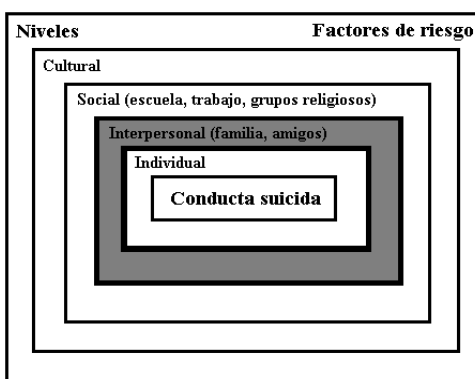 Niveles Factores de riesgo
Cultural
Social (escuela, trabajo, grupos religiosos)
Interpersonal (familia, amigos)
Individual
Conducta suicida